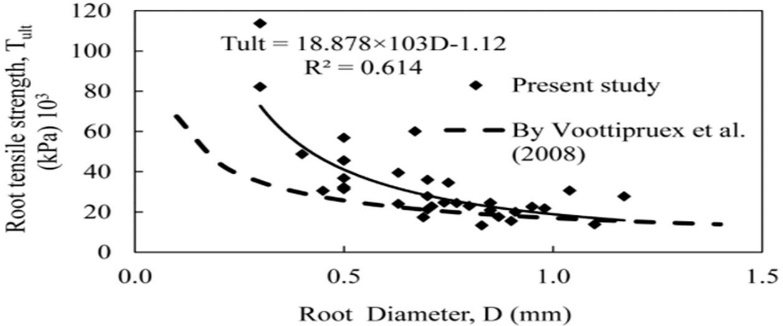 Root tensile strength, Tult
(kPa) 10³
120
100
80
60
40
20
0
Tult = 18.878×103D-1.12
R² = 0.614
Present study
By Voottipruex et al.
(2008)
0.0 0.5 1.0 1.5
Root Diameter, D (mm)